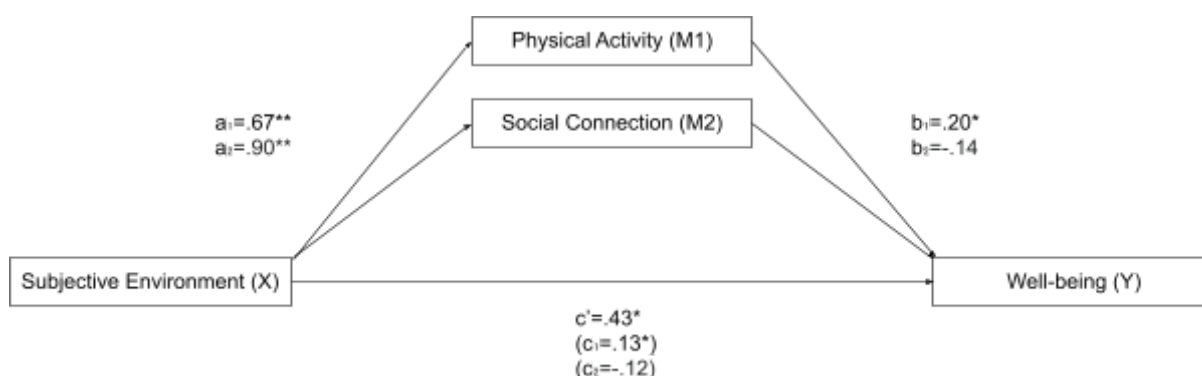 Physical Activity (M1)
Social Connection (M2)
a₁=.67**
a₂=.90**
b₁=.20*
b₂=-.14
Subjective Environment (X)
Well-being (Y)
c'=.43*
(c₁=.13*)
(c₂=-.12)